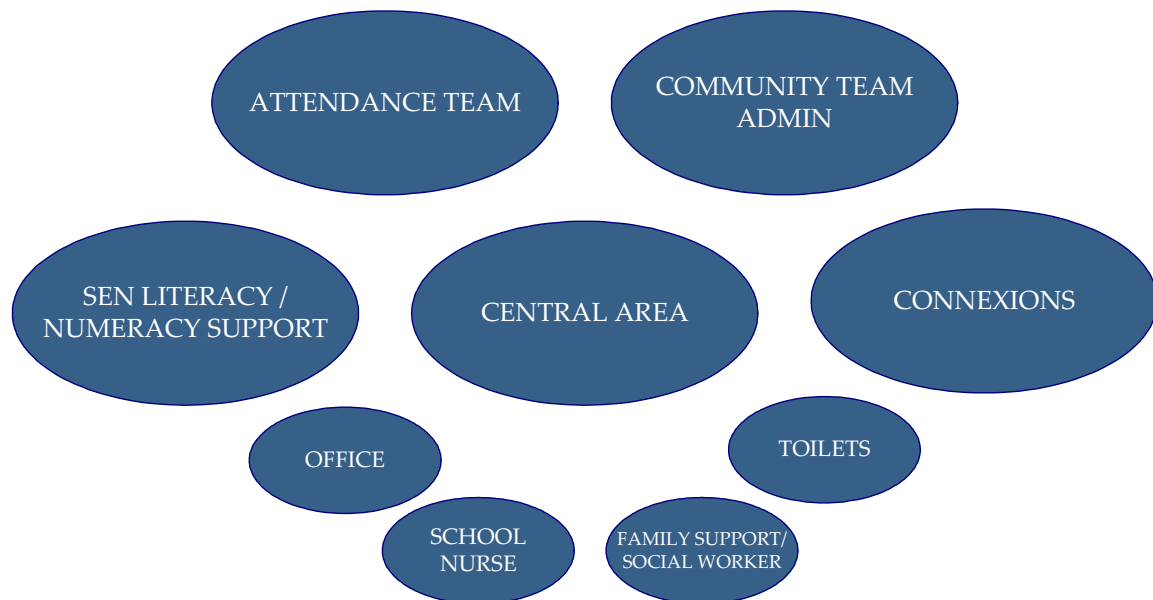 ATTENDANCE TEAM
COMMUNITY TEAM
ADMIN
SEN LITERACY /
NUMERACY SUPPORT
CENTRAL AREA
CONNEXIONS
OFFICE
TOILETS
SCHOOL
NURSE
FAMILY SUPPORT/
SOCIAL WORKER